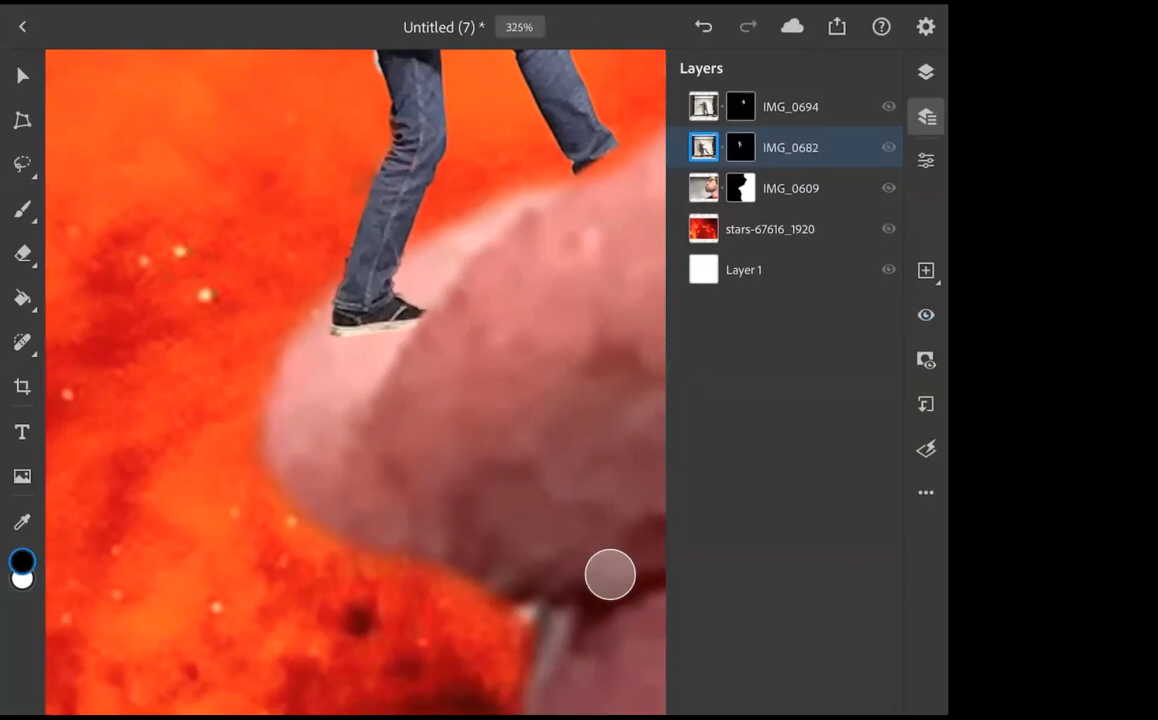 Untitled (7) * 325%
Layers
IMG_0694
IMG_0682
IMG_0609
stars-67616_1920
Layer 1
T